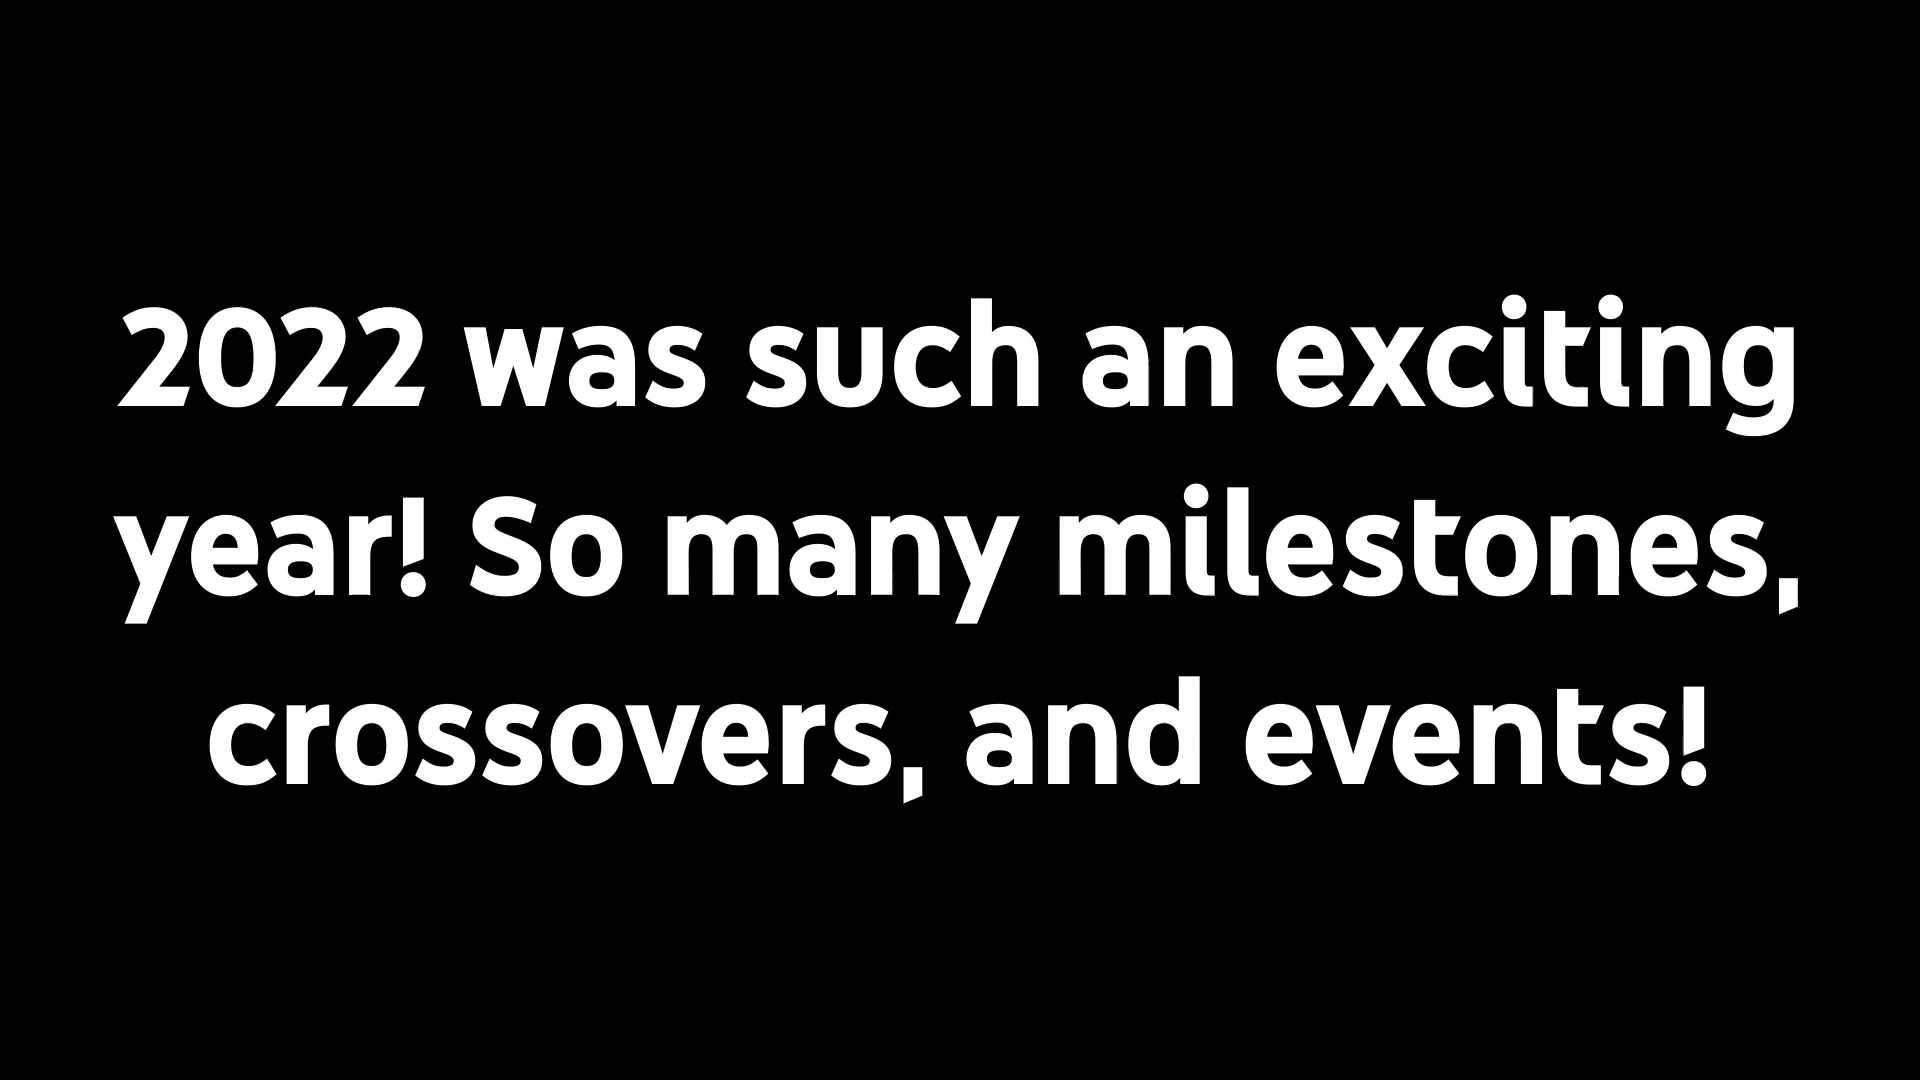 2022 was such an exciting
year! So many milestones,
crossovers, and events!